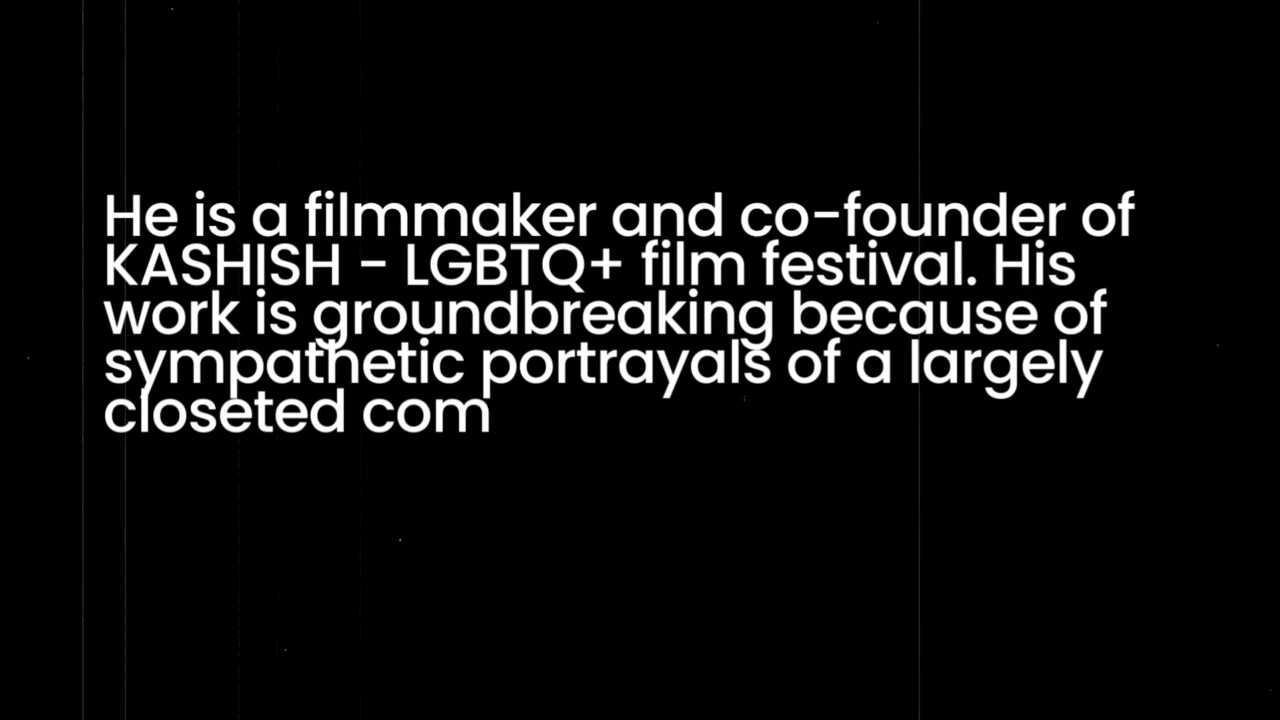 He is a filmmaker and co-founder of
KASHISH - LGBTQ+ film festival. His
work is groundbreaking because of
sympathetic portrayals of a largely
closeted com